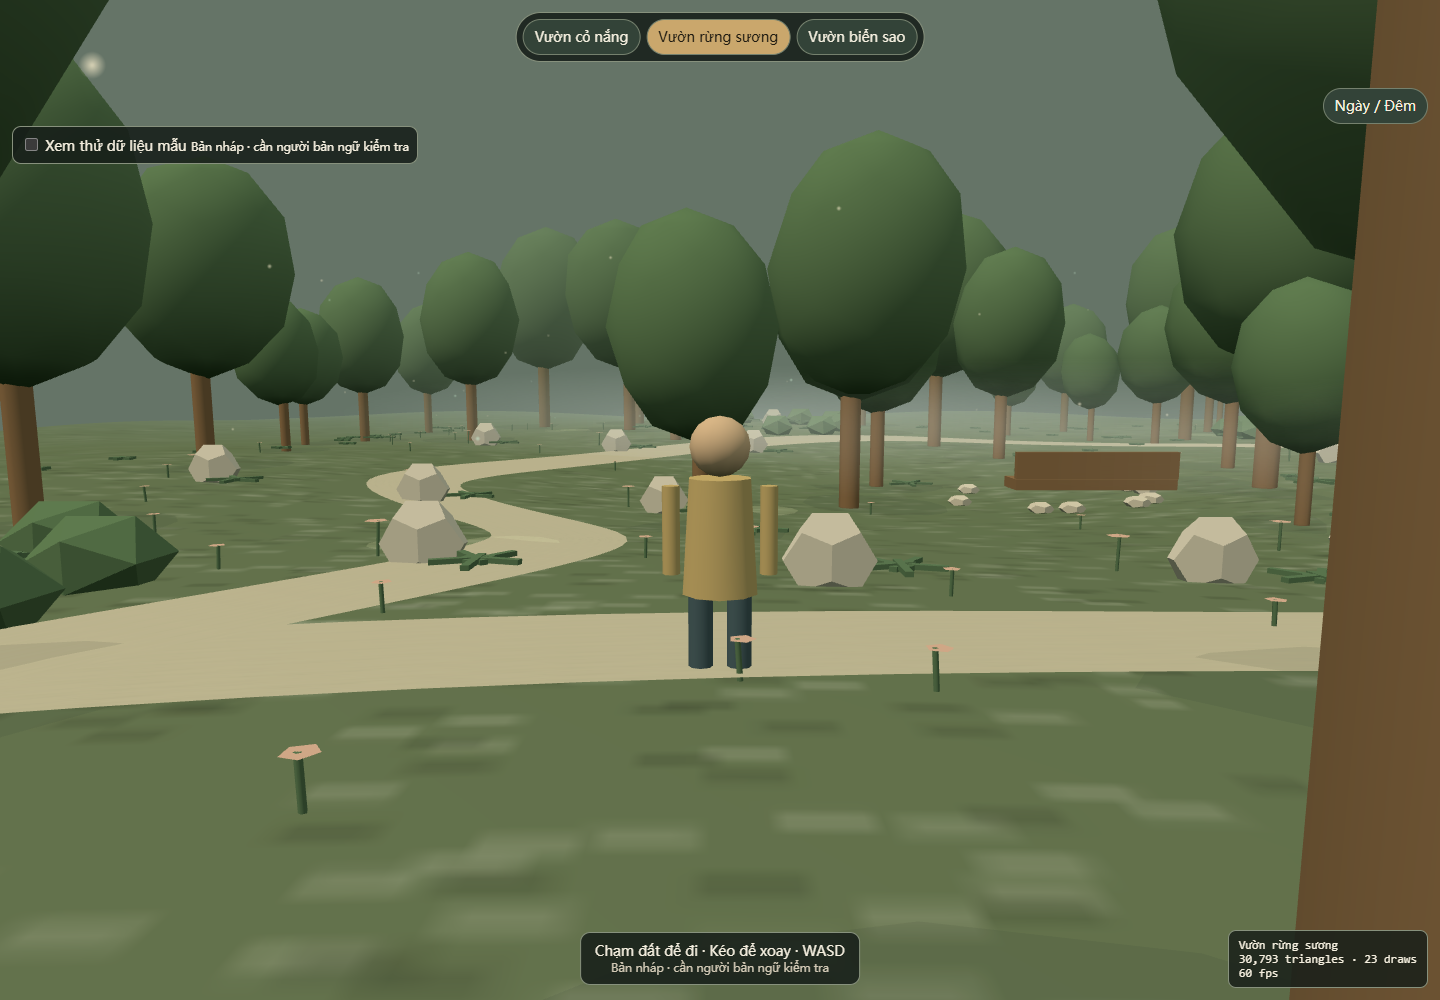 Vườn cỏ nắng
Vườn rừng sương
Vườn biển sao
Ngày / Đêm
Xem thử dữ liệu mẫu Bản nháp · cần người bản ngữ kiểm tra
Chạm đất để đi · Kéo để xoay · WASD
Bản nháp · cần người bản ngữ kiểm tra
Vườn rừng sương
30,793 triangles · 23 draws
60 fps